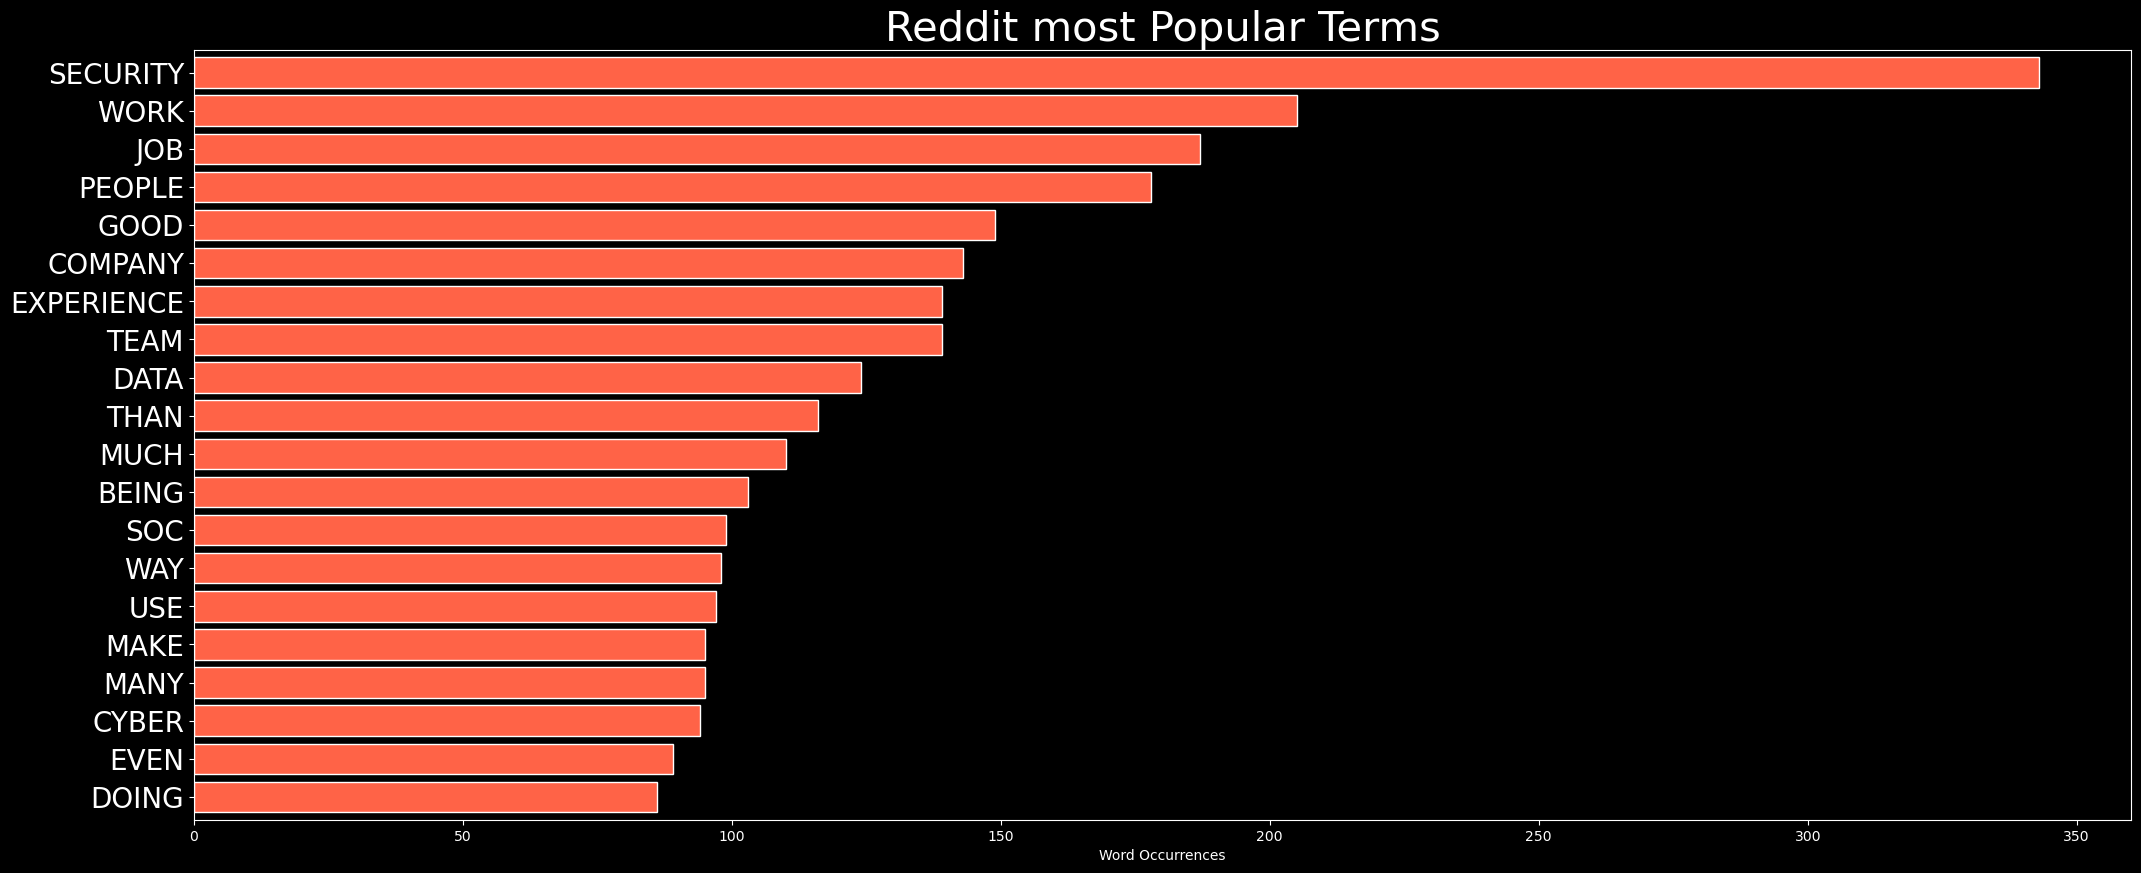 Reddit most Popular Terms
SECURITY
WORK
JOB
PEOPLE
GOOD
COMPANY
EXPERIENCE
TEAM
DATA
THAN
MUCH
BEING
SOC
WAY
USE
MAKE
MANY
CYBER
EVEN
DOING
0 50 100 150 200 250 300 350
Word Occurrences